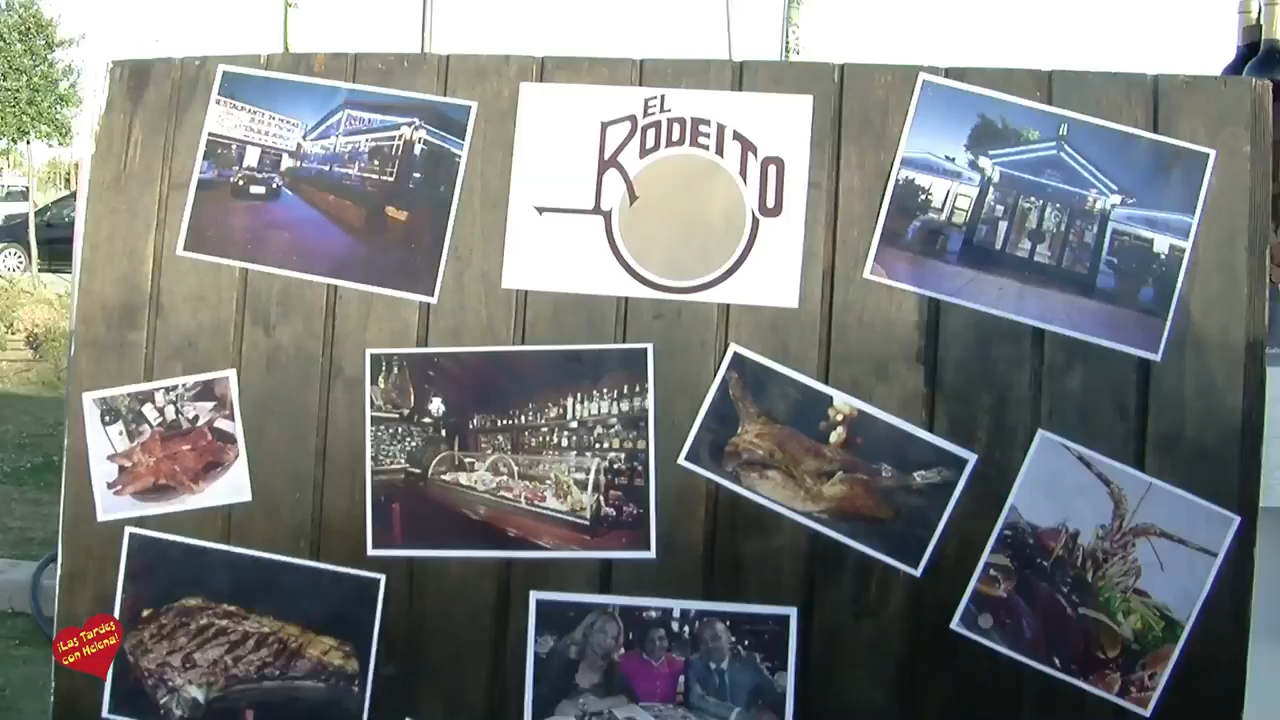 RESTAURANTE 24 HORAS
EL
RODEITO
¡Las Tardes
con Helena!